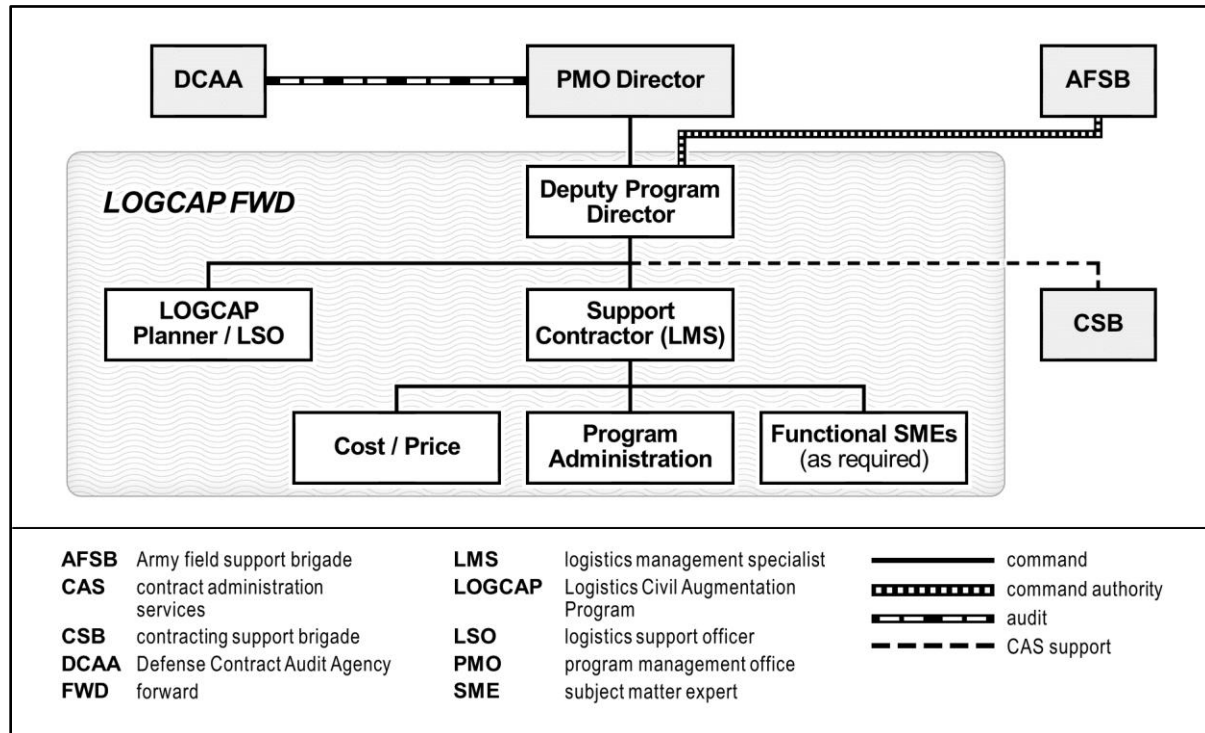 DCAA
PMO Director
AFSB
LOGCAP FWD
Deputy Program
Director
LOGCAP
Planner / LSO
Support
Contractor (LMS)
CSB
Cost / Price
Program
Administration
Functional SMEs
(as required)
AFSB Army field support brigade
CAS contract administration
services
CSB contracting support brigade
DCAA Defense Contract Audit Agency
FWD forward
LMS logistics management specialist
LOGCAP Logistics Civil Augmentation
Program
LSO logistics support officer
PMO program management office
SME subject matter expert
command
command authority
audit
CAS support